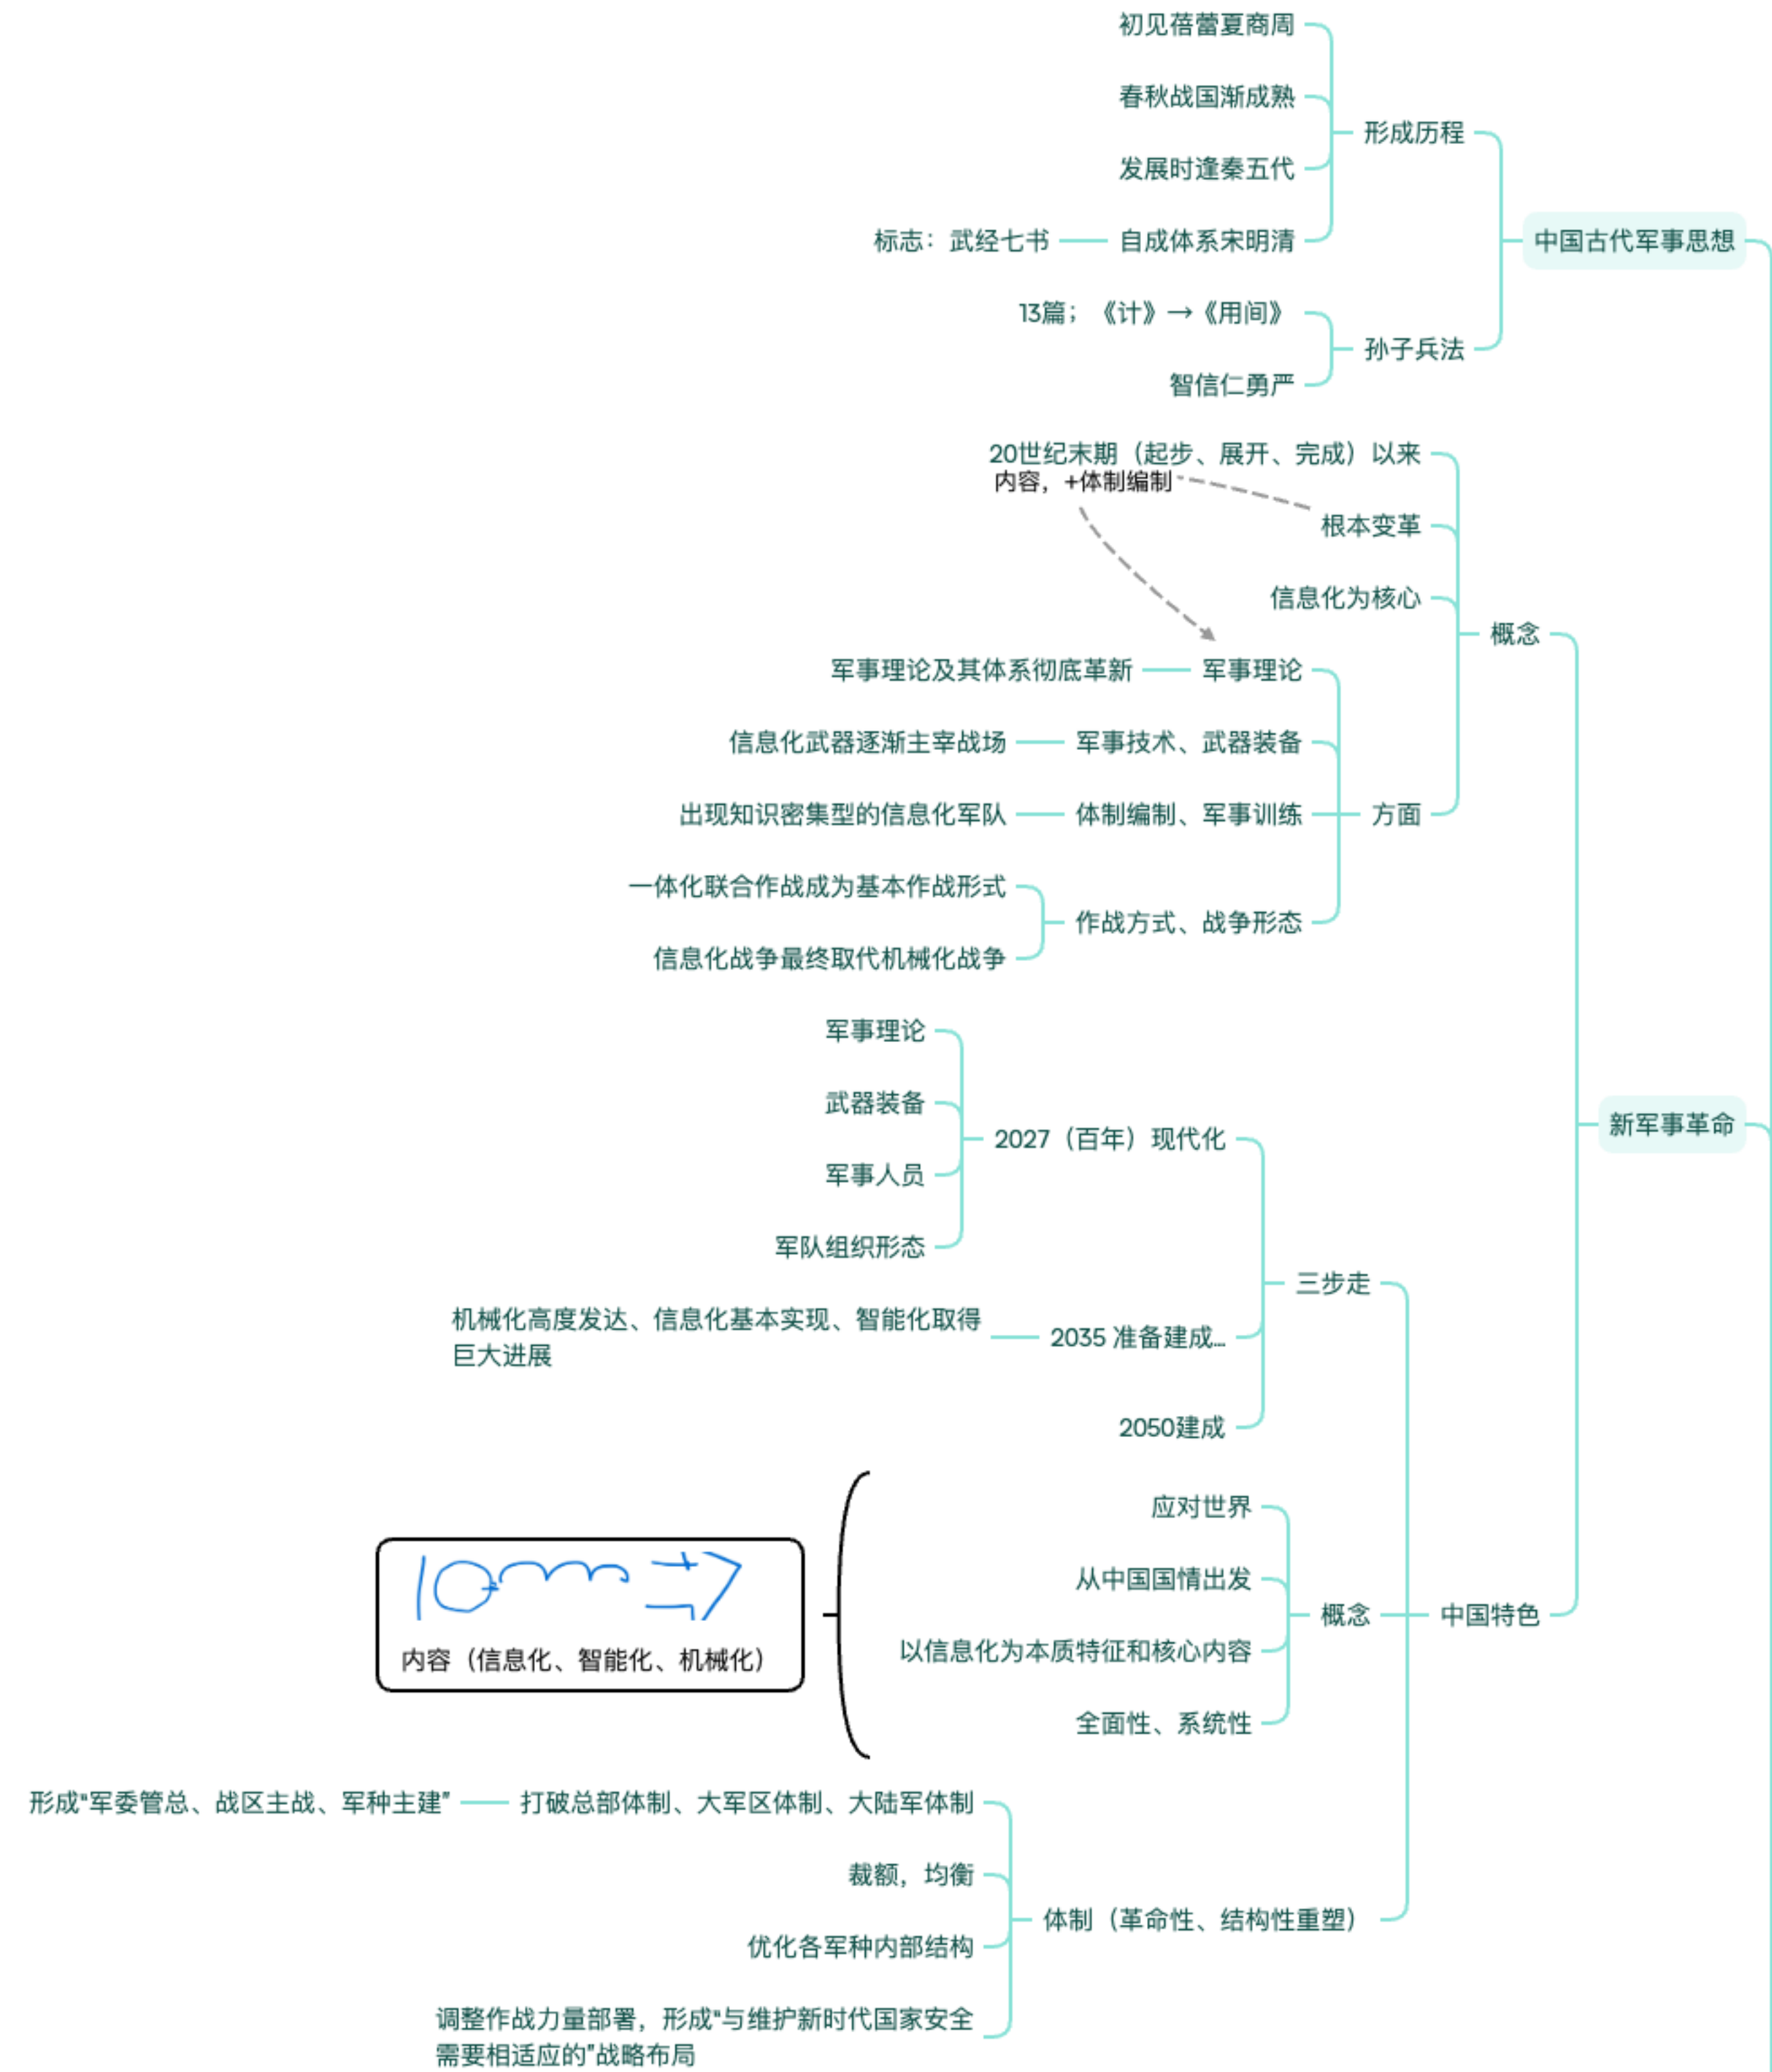 初见蓓蕾夏商周
春秋战国渐成熟
形成历程
发展时逢秦五代
标志：武经七书
自成体系宋明清
中国古代军事思想
13篇；《计》→《用间》
孙子兵法
智信仁勇严
20世纪末期（起步、展开、完成）以来
内容，+体制编制
根本变革
信息化为核心
概念
军事理论及其体系彻底革新
军事理论
信息化武器逐渐主宰战场
军事技术、武器装备
出现知识密集型的信息化军队
体制编制、军事训练
方面
一体化联合作战成为基本作战形式
作战方式、战争形态
信息化战争最终取代机械化战争
军事理论
武器装备
新军事革命
2027（百年）现代化
军事人员
军队组织形态
三步走
机械化高度发达、信息化基本实现、智能化取得
巨大进展
2035 准备建成...
2050建成
应对世界
从中国国情出发
概念
中国特色
以信息化为本质特征和核心内容
内容（信息化、智能化、机械化）
全面性、系统性
形成“军委管总、战区主战、军种主建”
打破总部体制、大军区体制、大陆军体制
裁额，均衡
体制（革命性、结构性重塑）
优化各军种内部结构
调整作战力量部署，形成“与维护新时代国家安全
需要相适应的”战略布局